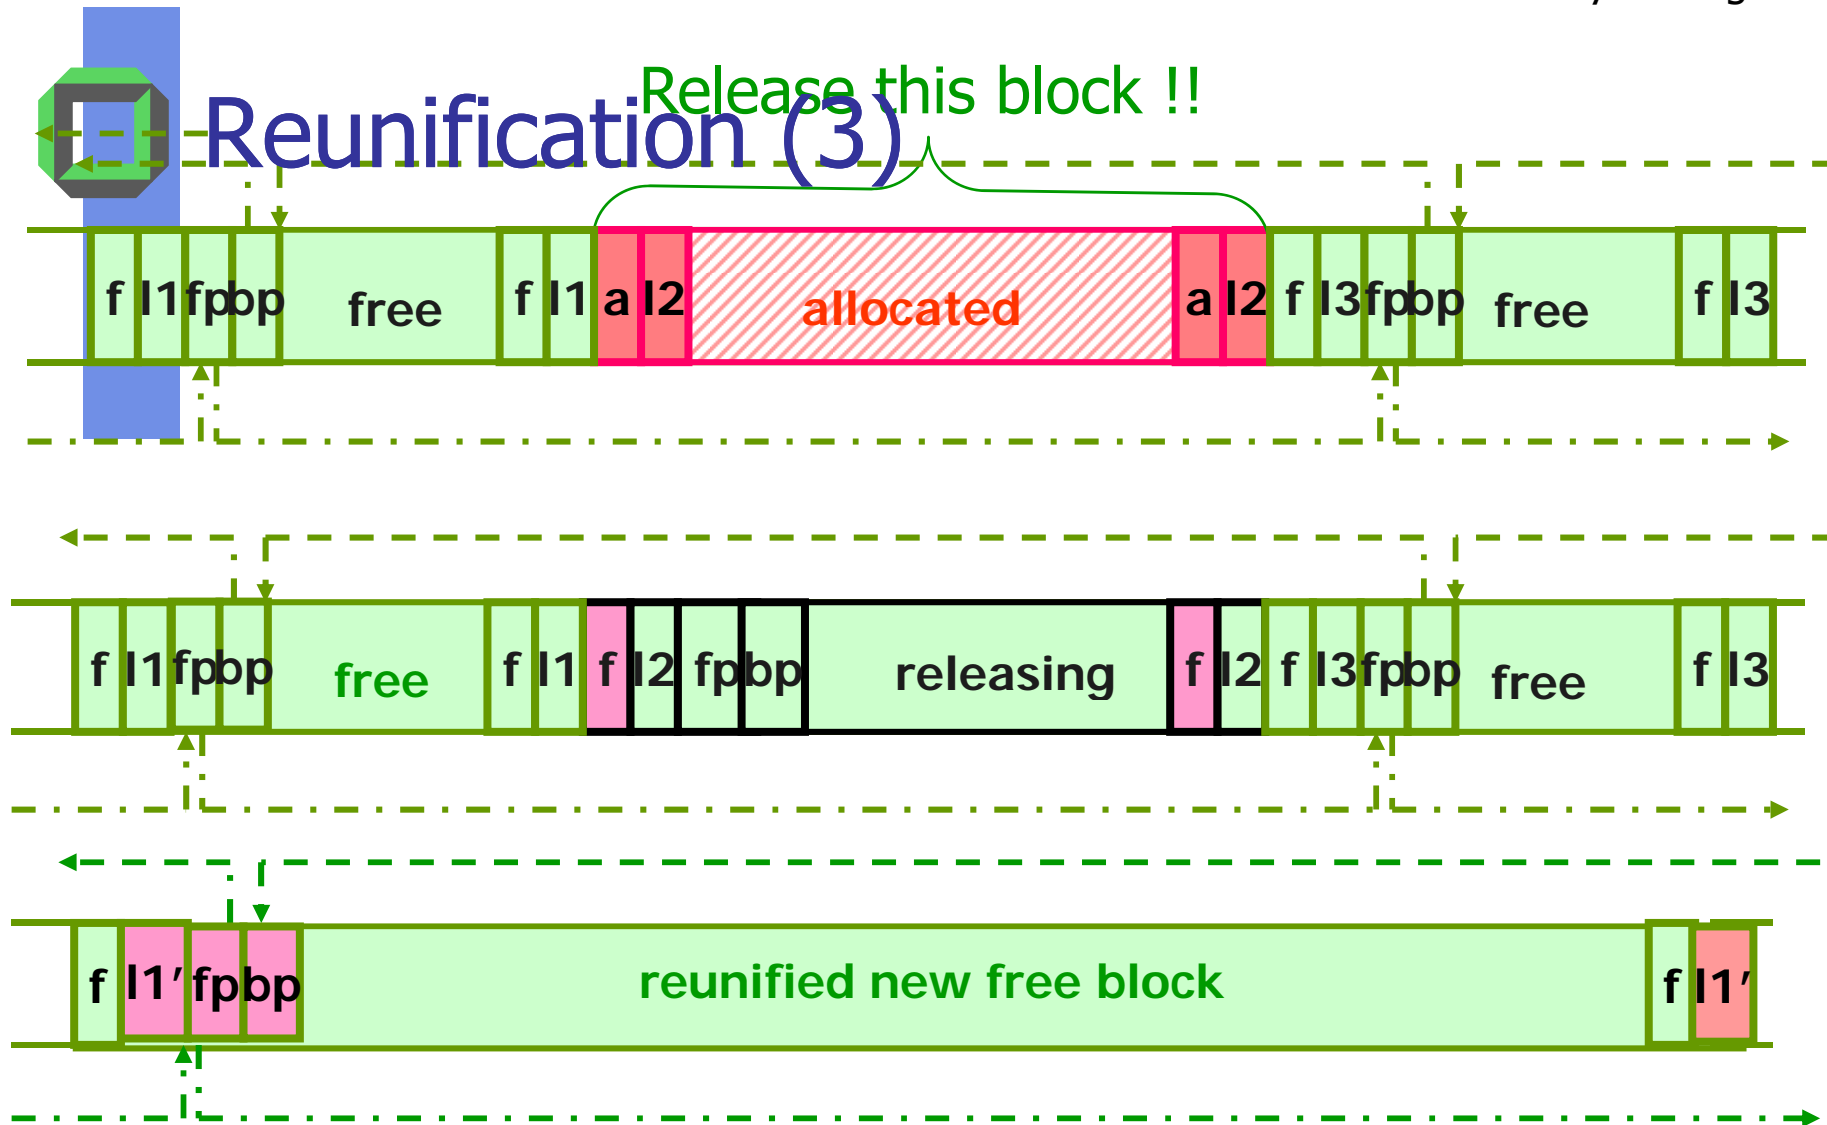 Release this block !!
Reunification (3)
f l1 fp bp free f l1 a l2 allocated a l2 f l3 fp bp free f l3
f l1 fp bp free f l1 f l2 fp bp releasing f l2 f l3 fp bp free f l3
f l1' fp bp reunified new free block f l1'